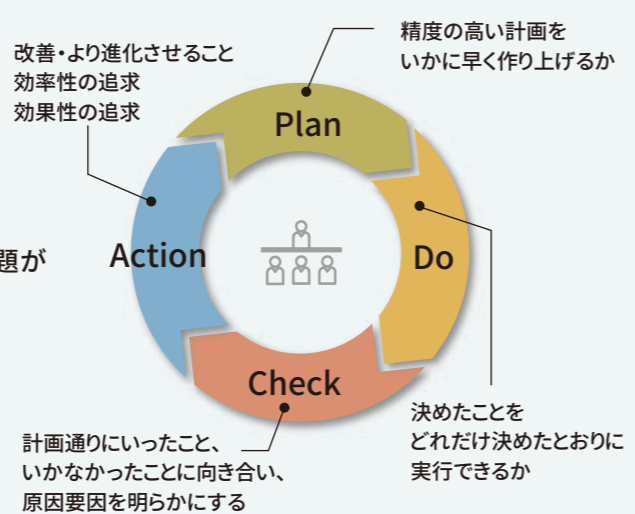 精度の高い計画を
いかに早く作り上げるか
改善・より進化させること
効率性の追求
効果性の追求
Plan
題が
Action
Do
Check
決めたことを
どれだけ決めたとおりに
実行できるか
計画通りにいったこと、
いかなかったことに向き合い、
原因要因を明らかにする